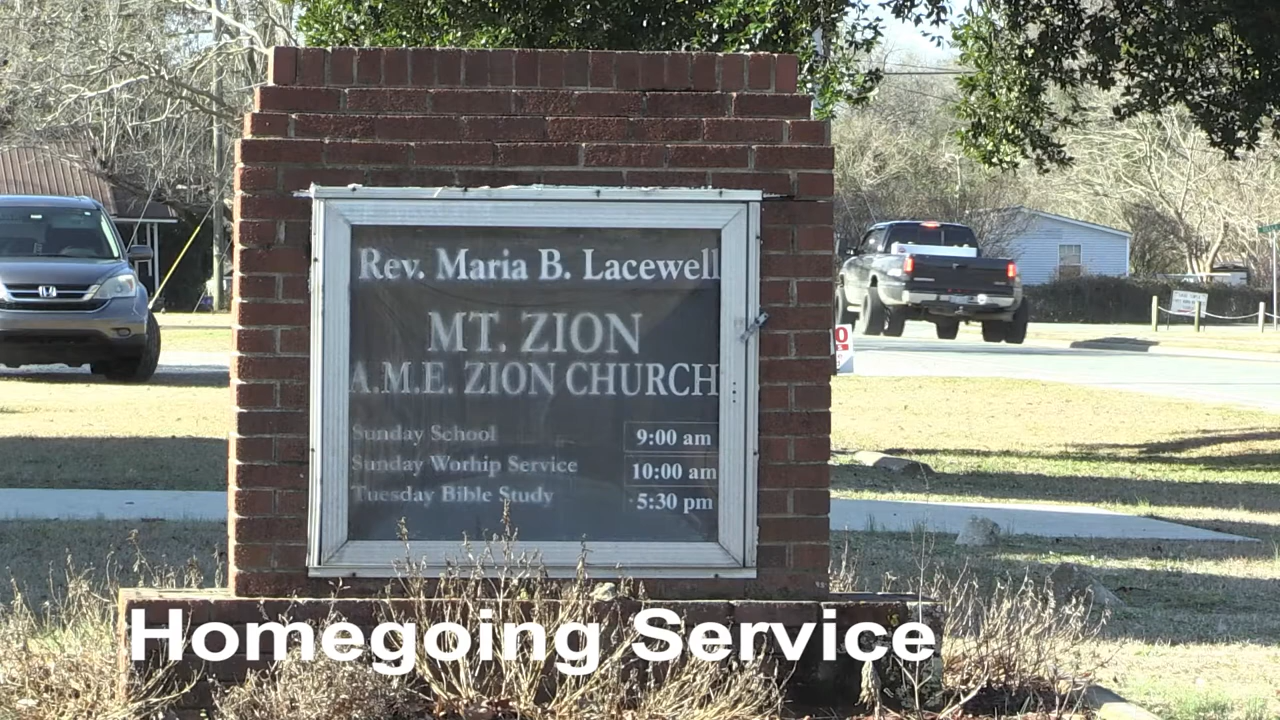 Rev. Maria B. Lacewell
MT. ZION
A.M.E. ZION CHURCH
Sunday School 9:00 am
Sunday Worhip Service 10:00 am
Tuesday Bible Study 5:30 pm
Homegoing Service